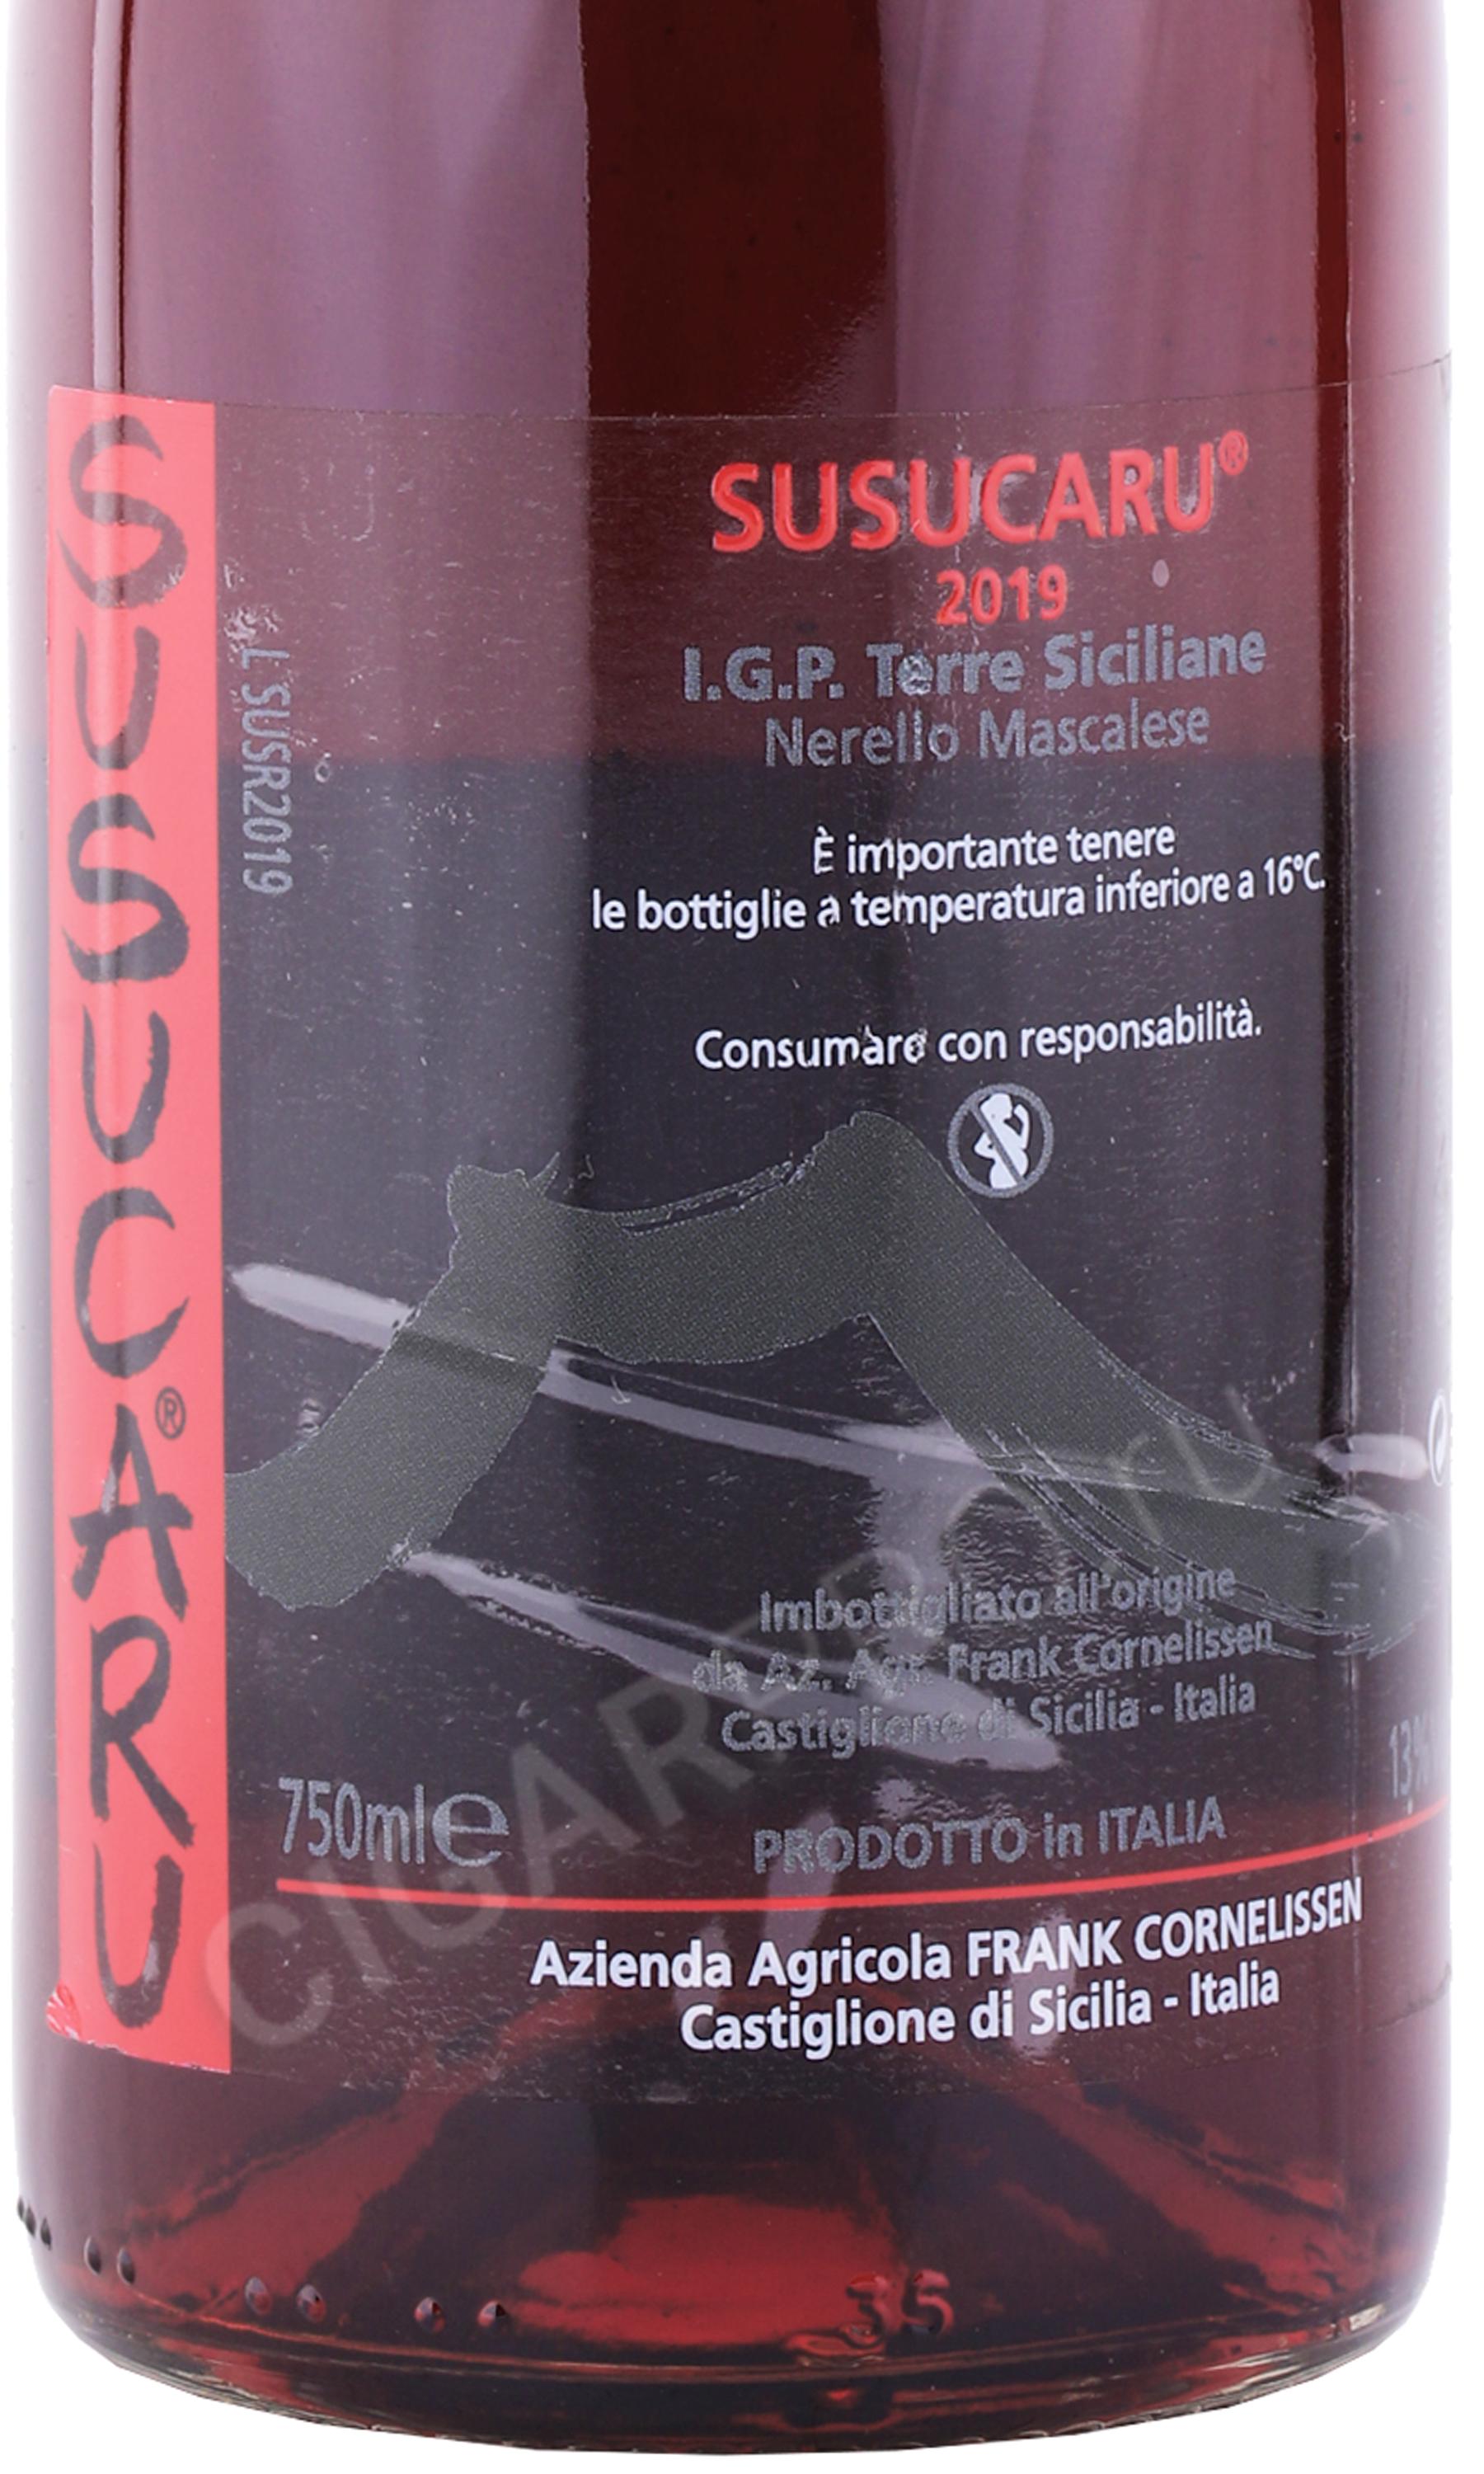 SUSUCARU®
L SUSR2019
SUSUCARU®
2019
I.G.P. Terre Siciliane
Nerello Mascalese
È importante tenere
le bottiglie a temperatura inferiore a 16°C.
Consumare con responsabilità.
Imbottigliato all'origine
da Az. Agr. Frank Cornelissen
Castiglione di Sicilia - Italia
13%
750ml e
PRODOTTO in ITALIA
Azienda Agricola FRANK CORNELISSEN
Castiglione di Sicilia - Italia
35